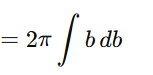 = 2π ∫ b db